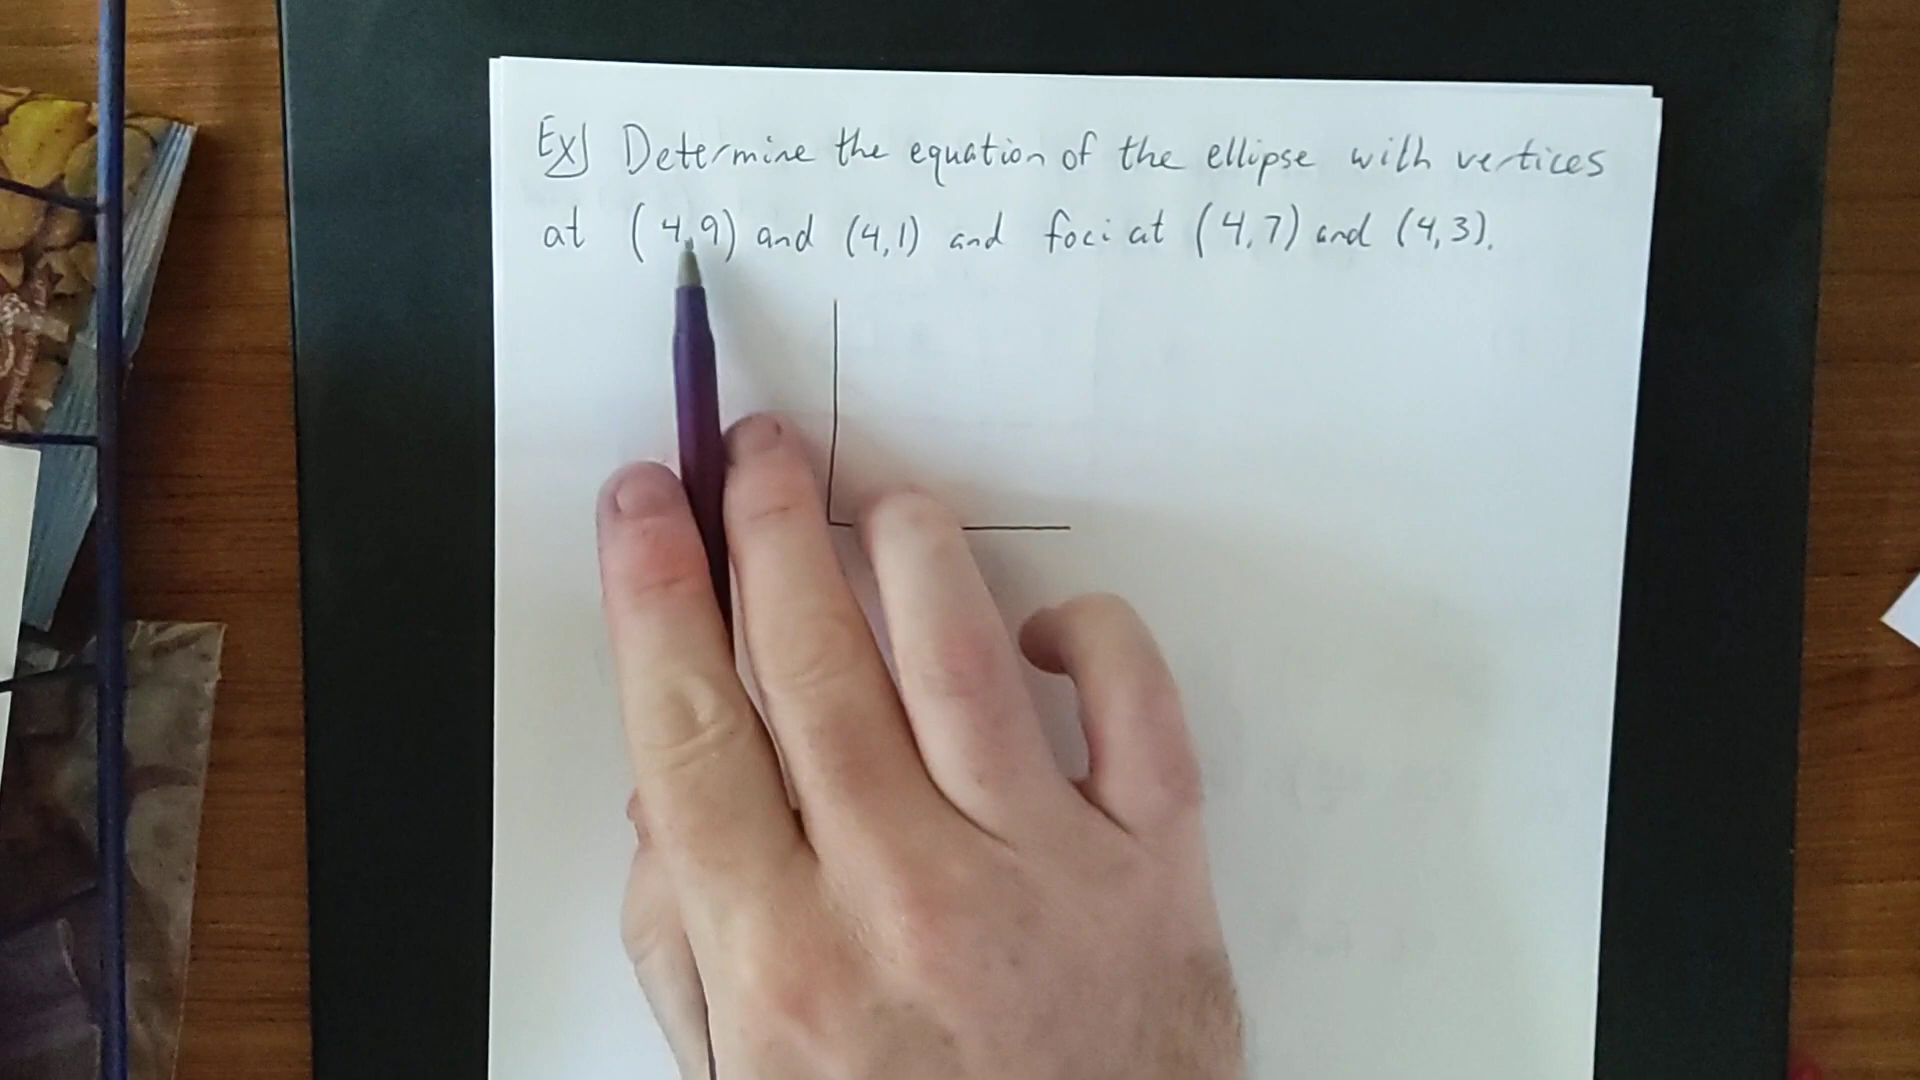 Ex) Determine the equation of the ellipse with vertices
at (4,9) and (4,1) and foci at (4,7) and (4,3).